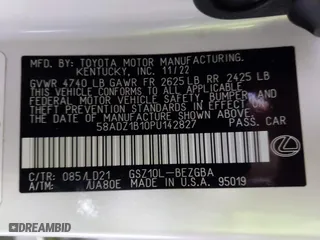 MFD. BY: TOYOTA MOTOR MANUFACTURING.
KENTUCKY, INC. 11/22
GVWR 4740 LB GAWR FR 2625LB RR 2425 LB
THIS VEHICLE CONFORMS TO ALL APPLICABLE
FEDERAL MOTOR VEHICLE SAFETY, BUMPER, AND
THEFT PREVENTION STANDARDS IN EFFECT ON
THE DATE OF MANUFACTURE SHOWN ABOVE.
58ADZ1B10PU142827 PASS. CAR
C/TR: 085/LD21 GSZ10L-BEZGBA
A/TM: /UA80E MADE IN U.S.A. 95019
DREAMBID.COM